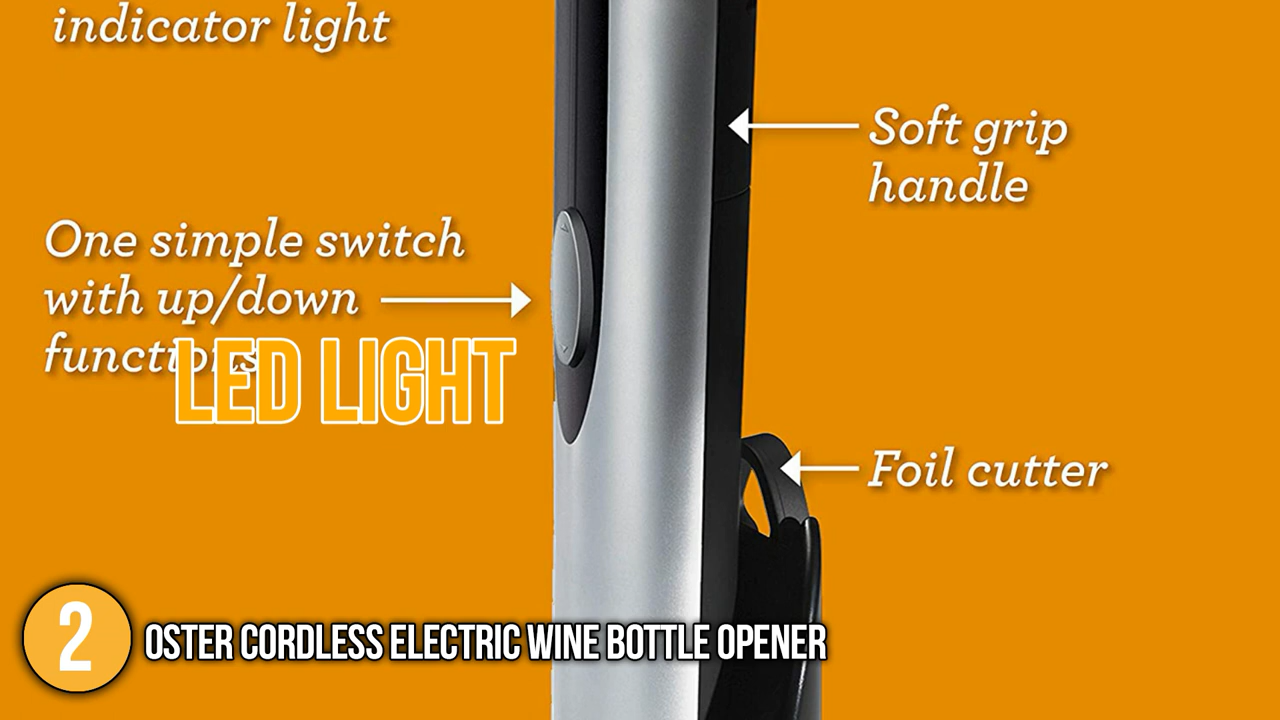 indicator light
Soft grip
handle
One simple switch
with up/down
functions
LED LIGHT
Foil cutter
2
OSTER CORDLESS ELECTRIC WINE BOTTLE OPENER